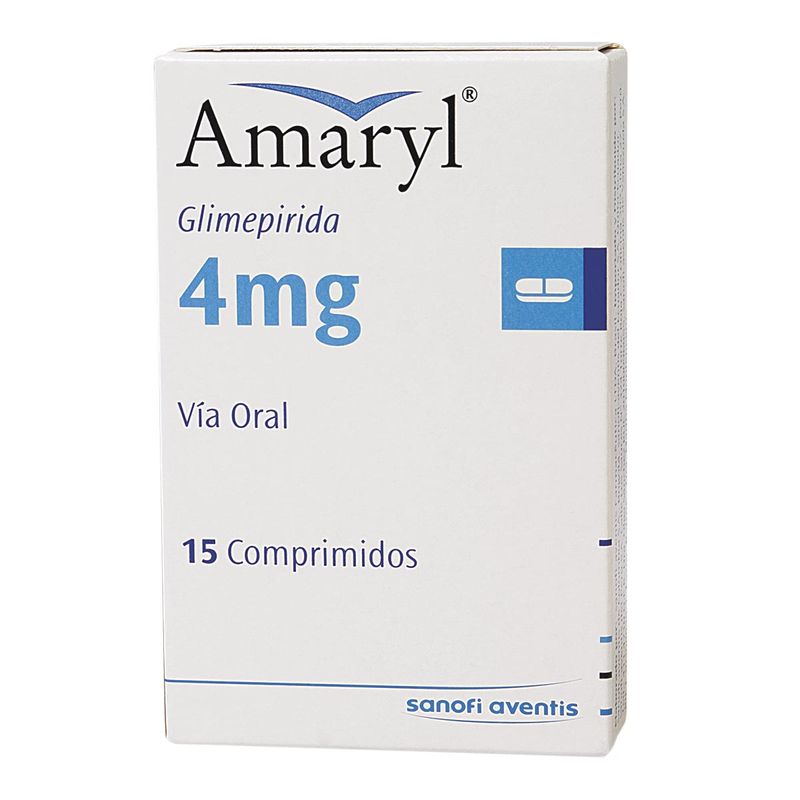 Amaryl®
Glimepirida
4mg
Vía Oral
15 Comprimidos
sanofi aventis